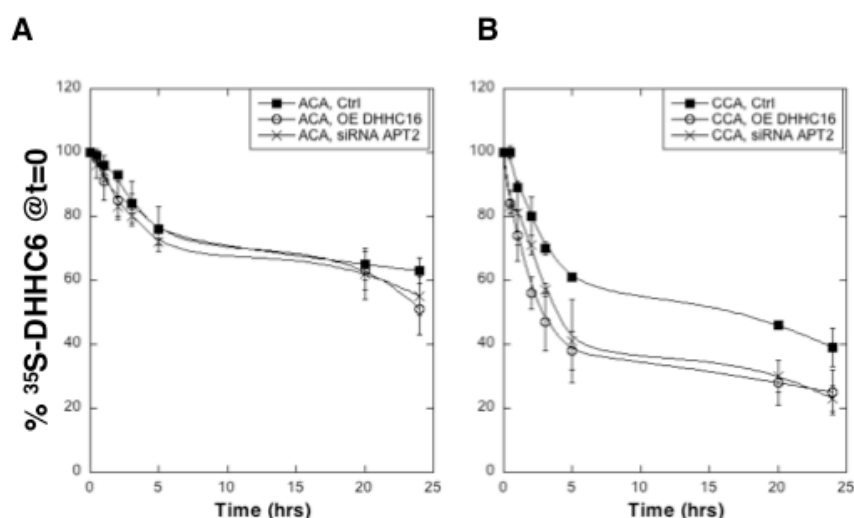 A
B
% ³⁵S-DHHC6 @t=0
120
100
80
60
40
20
0
ACA, Ctrl
ACA, OE DHHC16
ACA, siRNA APT2
0 5 10 15 20 25
Time (hrs)
120
100
80
60
40
20
0
CCA, Ctrl
CCA, OE DHHC16
CCA, siRNA APT2
0 5 10 15 20 25
Time (hrs)